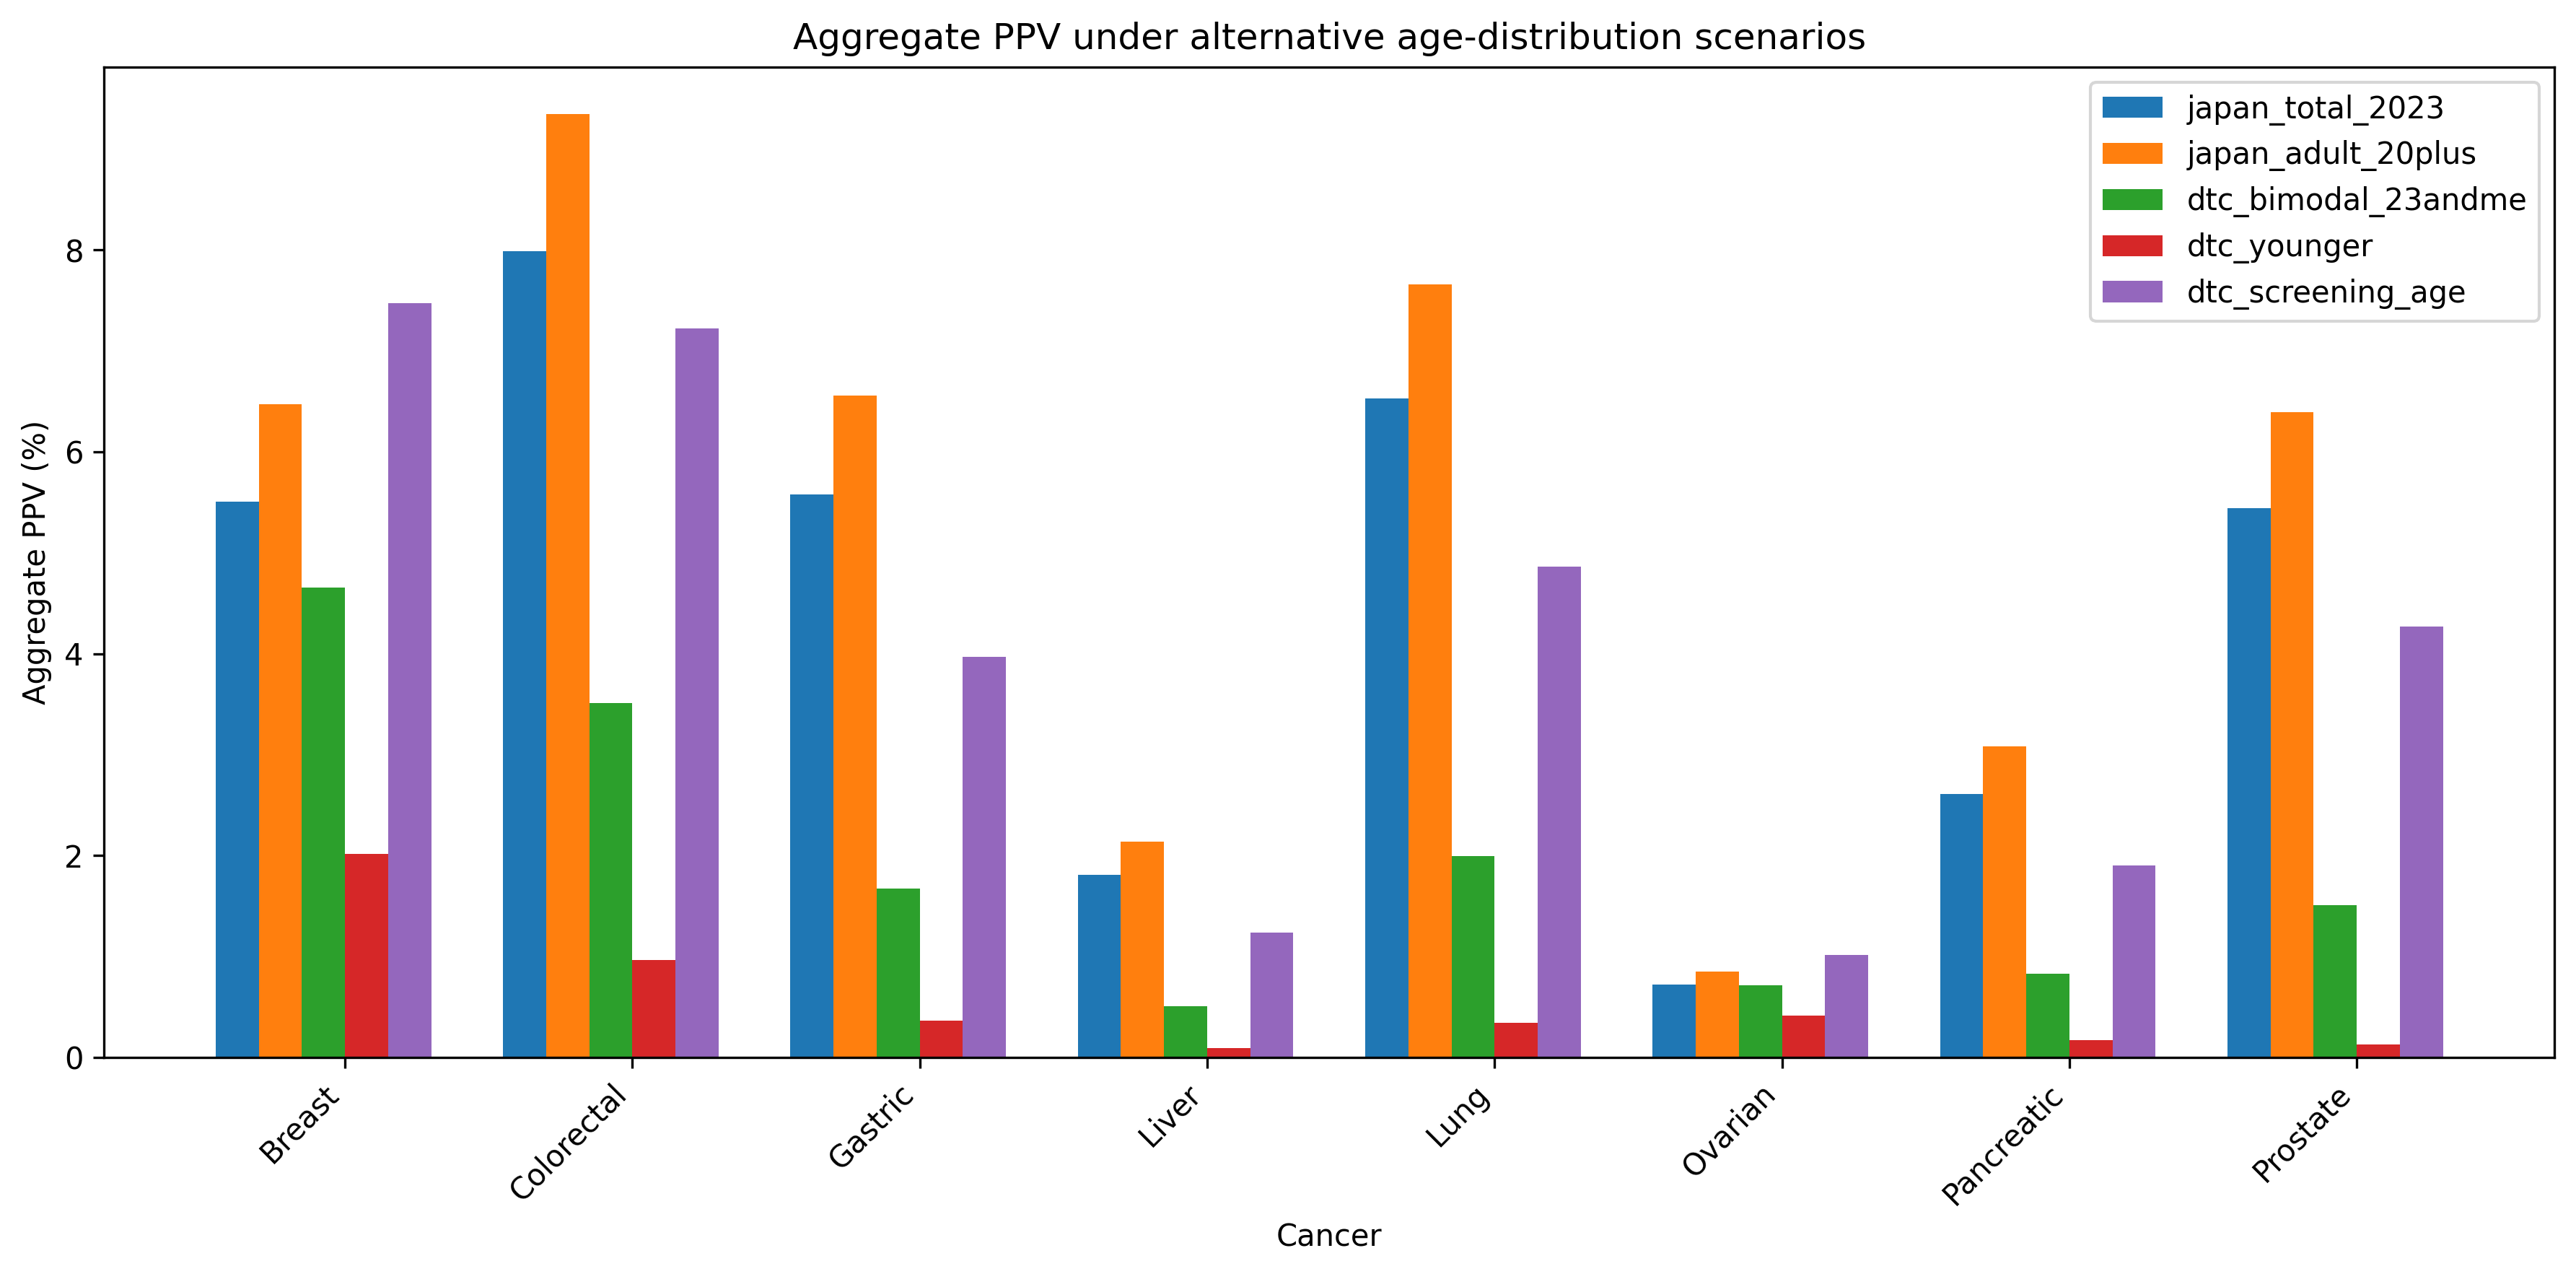 Aggregate PPV under alternative age-distribution scenarios
japan_total_2023
japan_adult_20plus
dtc_bimodal_23andme
dtc_younger
dtc_screening_age
Aggregate PPV (%)
8
6
4
2
0
Breast
Colorectal
Gastric
Liver
Lung
Ovarian
Pancreatic
Prostate
Cancer